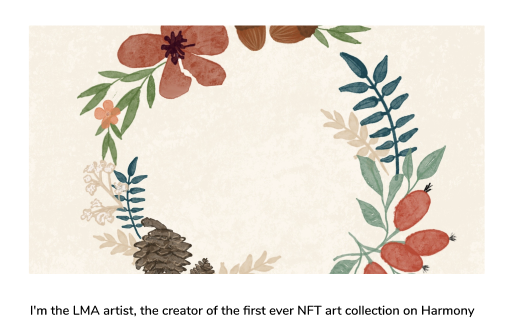 I'm the LMA artist, the creator of the first ever NFT art collection on Harmony